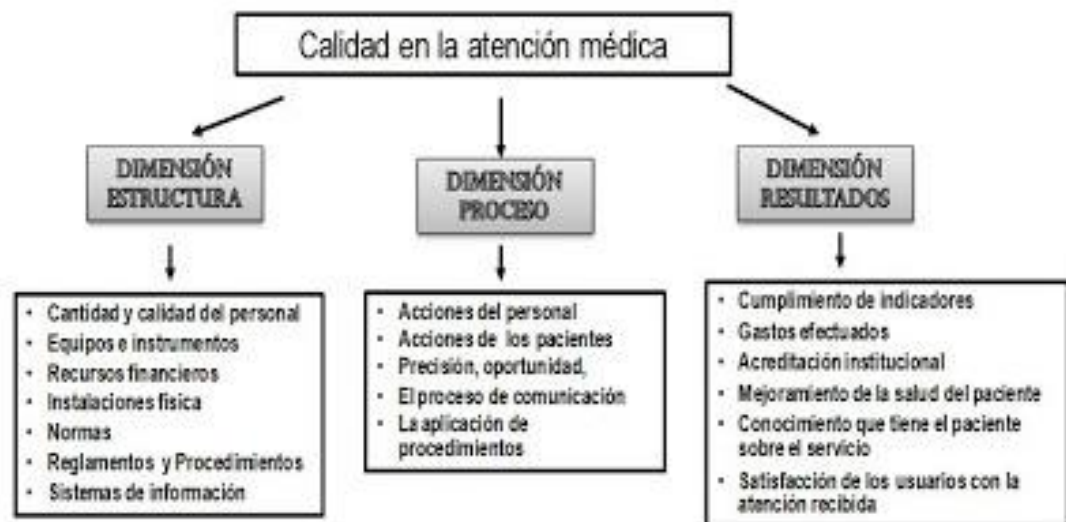 Calidad en la atención médica
DIMENSIÓN
ESTRUCTURA
• Cantidad y calidad del personal
• Equipos e instrumentos
• Recursos financieros
• Instalaciones física
• Normas
• Reglamentos y Procedimientos
• Sistemas de información
DIMENSIÓN
PROCESO
• Acciones del personal
• Acciones de los pacientes
• Precisión, oportunidad,
• El proceso de comunicación
• La aplicación de
procedimientos
DIMENSIÓN
RESULTADOS
• Cumplimiento de indicadores
• Gastos efectuados
• Acreditación institucional
• Mejoramiento de la salud del paciente
• Conocimiento que tiene el paciente
sobre el servicio
• Satisfacción de los usuarios con la
atención recibida